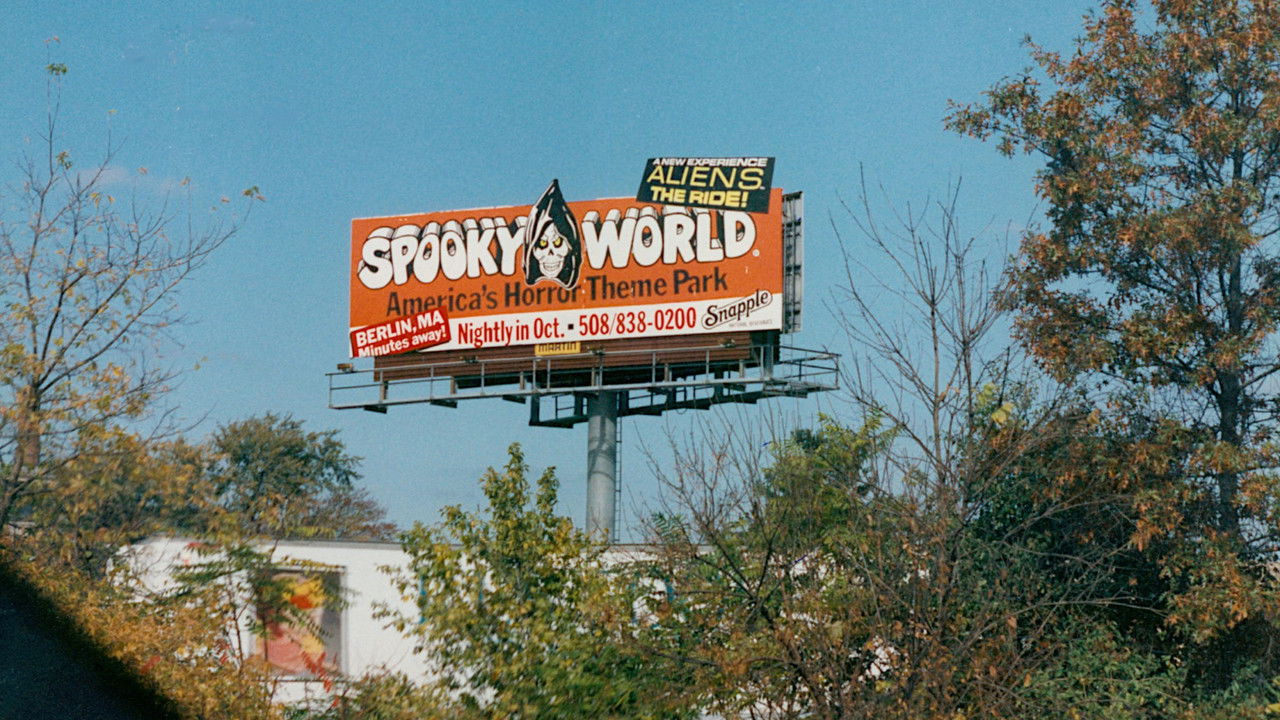 A NEW EXPERIENCE
ALIENS
THE RIDE!
SPOOKY WORLD
America's Horror Theme Park
BERLIN, MA
Minutes away!
Nightly in Oct. ▪ 508/838-0200
Snapple
MARTIN